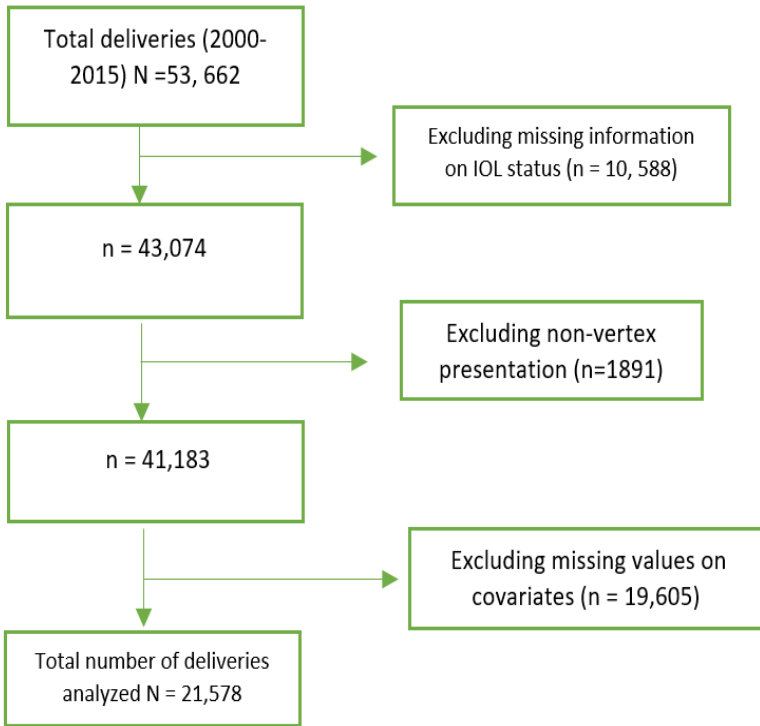 Total deliveries (2000-
2015) N =53, 662
Excluding missing information
on IOL status (n = 10, 588)
n = 43,074
Excluding non-vertex
presentation (n=1891)
n = 41,183
Excluding missing values on
covariates (n = 19,605)
Total number of deliveries
analyzed N = 21,578